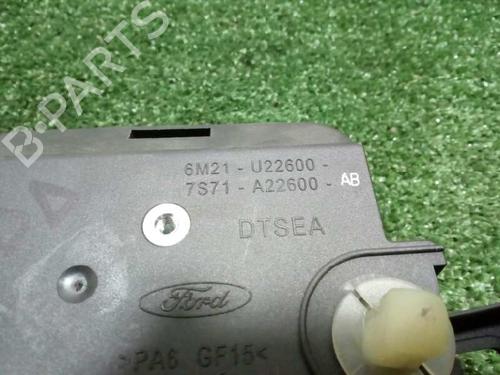 B-PARTS
6M21 - U22600 -
7S71 - A22600 - AB
DTSEA
Ford
>PA6 GF15<